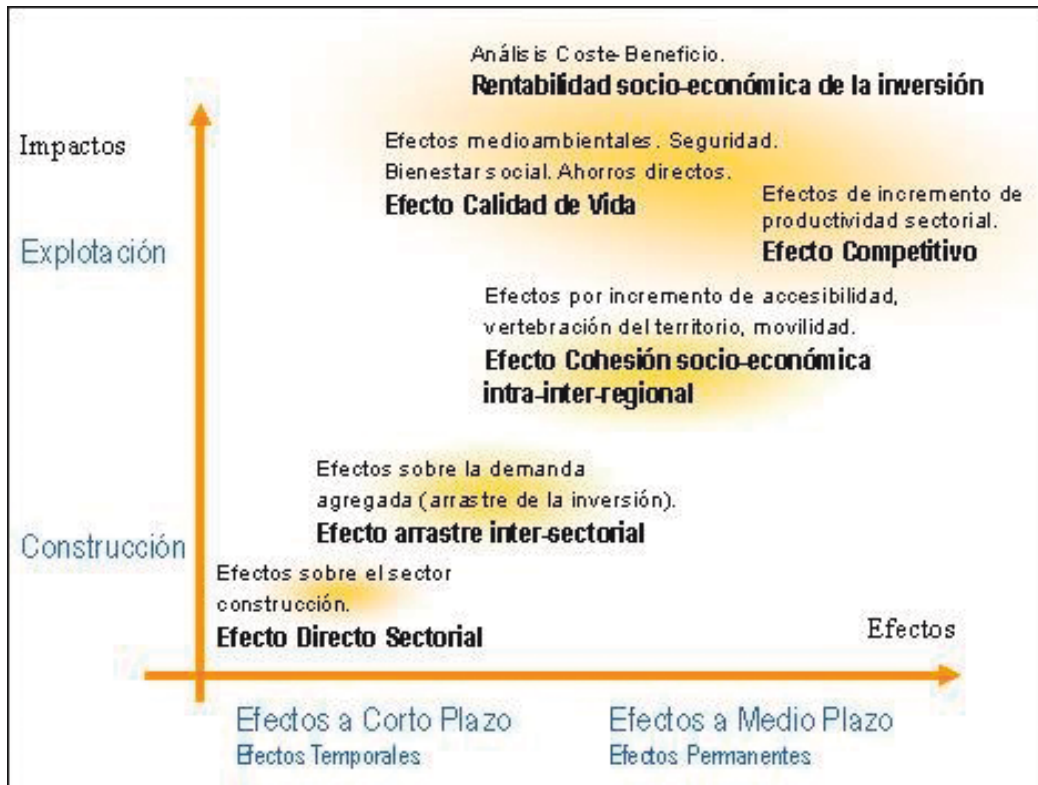 Análisis Coste-Beneficio.
Rentabilidad socio-económica de la inversión
Impactos
Efectos medioambientales. Seguridad.
Bienestar social. Ahorros directos.
Efecto Calidad de Vida
Efectos de incremento de
productividad sectorial.
Efecto Competitivo
Explotación
Efectos por incremento de accesibilidad,
vertebración del territorio, movilidad.
Efecto Cohesión socio-económica
intra-inter-regional
Efectos sobre la demanda
agregada (arrastre de la inversión).
Efecto arrastre inter-sectorial
Construcción
Efectos sobre el sector
construcción.
Efecto Directo Sectorial
Efectos
Efectos a Corto Plazo
Efectos Temporales
Efectos a Medio Plazo
Efectos Permanentes